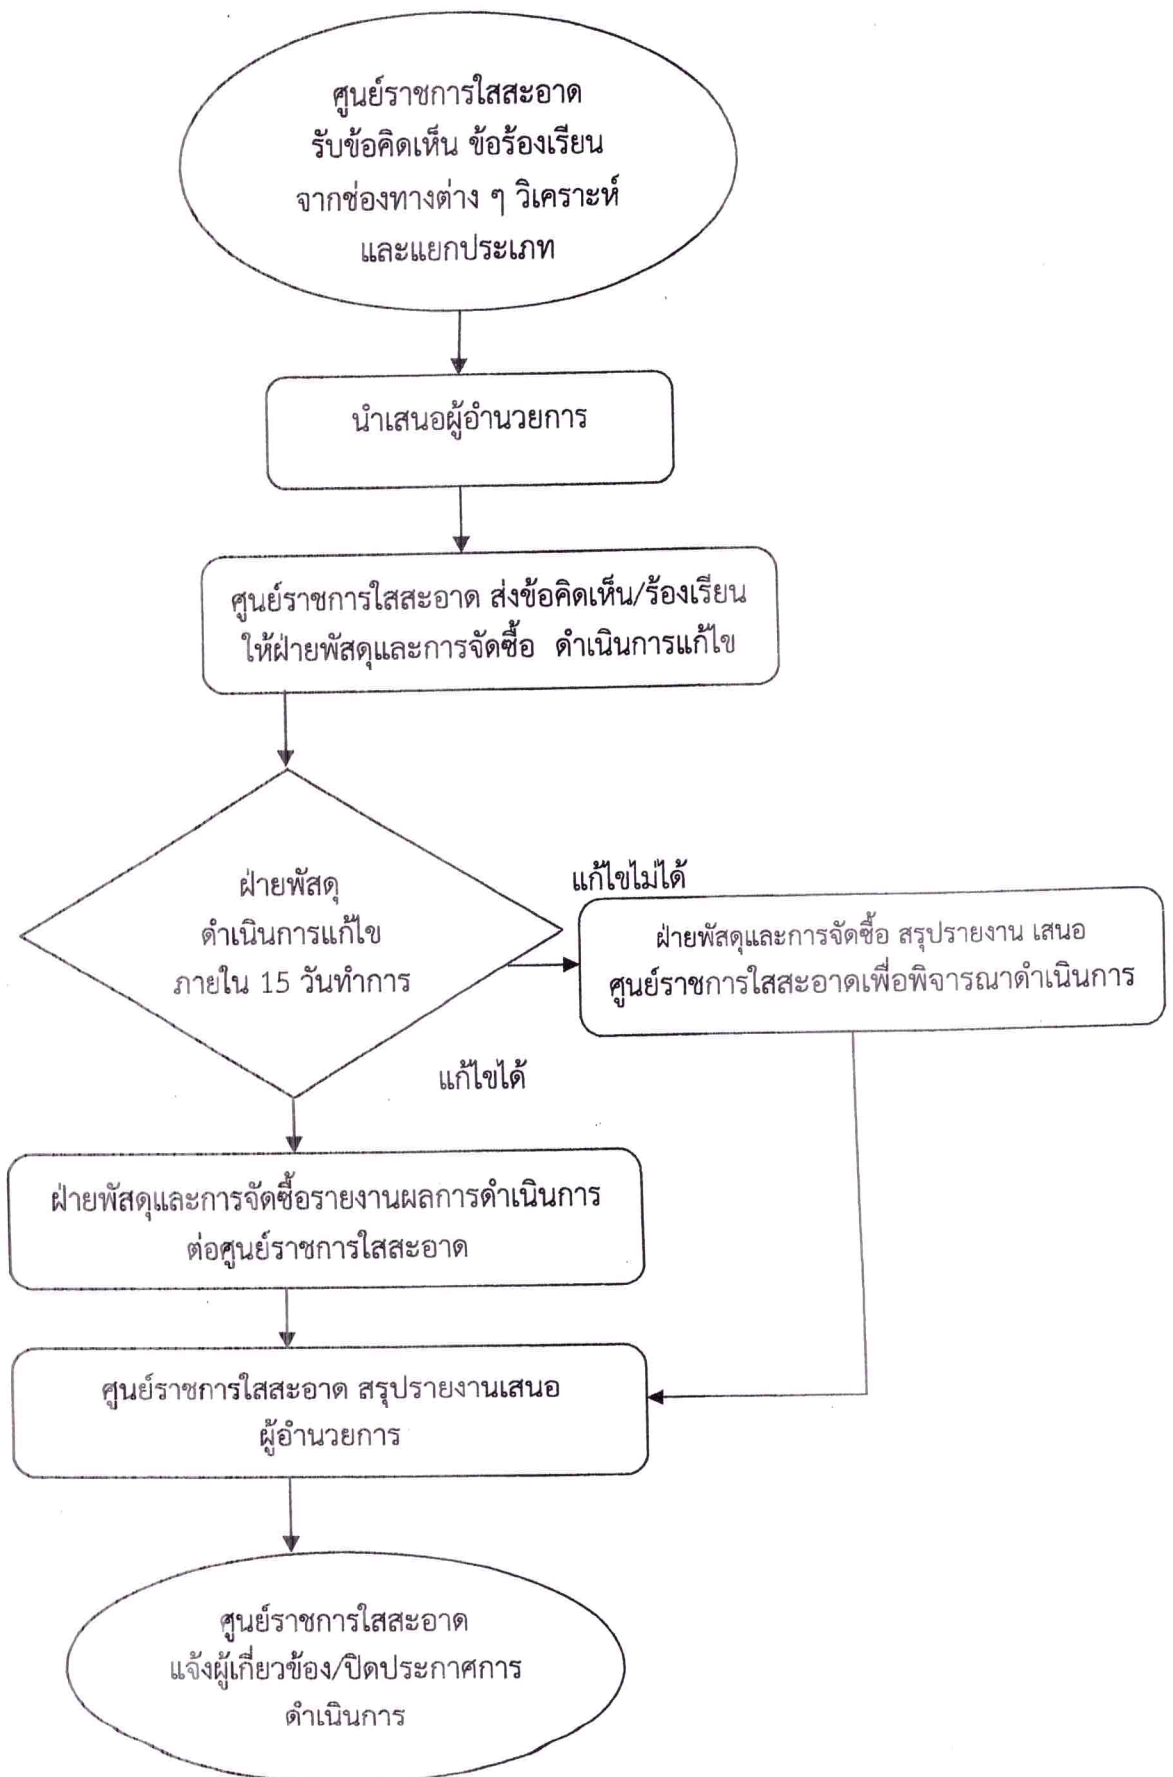 ศูนย์ราชการใสสะอาด
รับข้อคิดเห็น ข้อร้องเรียน
จากช่องทางต่าง ๆ วิเคราะห์
และแยกประเภท
นำเสนอผู้อำนวยการ
ศูนย์ราชการใสสะอาด ส่งข้อคิดเห็น/ร้องเรียน
ให้ฝ่ายพัสดุและการจัดซื้อ ดำเนินการแก้ไข
ฝ่ายพัสดุ
ดำเนินการแก้ไข
ภายใน 15 วันทำการ
แก้ไขไม่ได้
ฝ่ายพัสดุและการจัดซื้อ สรุปรายงาน เสนอ
ศูนย์ราชการใสสะอาดเพื่อพิจารณาดำเนินการ
แก้ไขได้
ฝ่ายพัสดุและการจัดซื้อรายงานผลการดำเนินการ
ต่อศูนย์ราชการใสสะอาด
ศูนย์ราชการใสสะอาด สรุปรายงานเสนอ
ผู้อำนวยการ
ศูนย์ราชการใสสะอาด
แจ้งผู้เกี่ยวข้อง/ปิดประกาศการ
ดำเนินการ